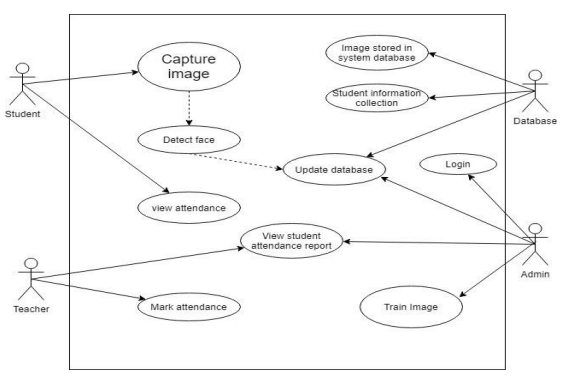 Capture
image
Image stored in
system database
Student information
collection
Student
Database
Detect face
Update database
Login
view attendance
View student
attendance report
Admin
Teacher
Mark attendance
Train Image